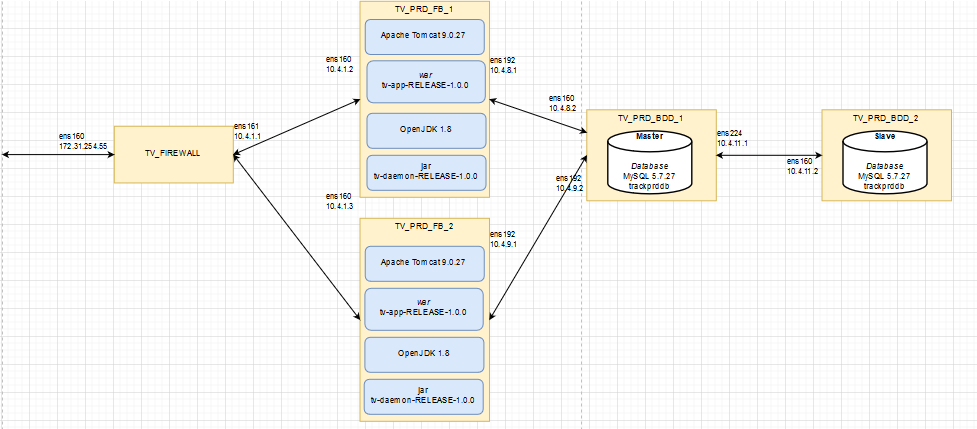 TV_PRD_FB_1
Apache Tomcat 9.0.27
ens160
10.4.1.2
ens192
10.4.8.1
war
tv-app-RELEASE-1.0.0
OpenJDK 1.8
jar
tv-daemon-RELEASE-1.0.0
ens160
172.31.254.55
TV_FIREWALL
ens161
10.4.1.1
ens160
10.4.8.2
TV_PRD_BDD_1
Master
Database
MySQL 5.7.27
trackprddb
ens224
10.4.11.1
ens160
10.4.11.2
TV_PRD_BDD_2
Slave
Database
MySQL 5.7.27
trackprddb
ens192
10.4.9.2
ens160
10.4.1.3
TV_PRD_FB_2
ens192
10.4.9.1
Apache Tomcat 9.0.27
war
tv-app-RELEASE-1.0.0
OpenJDK 1.8
jar
tv-daemon-RELEASE-1.0.0